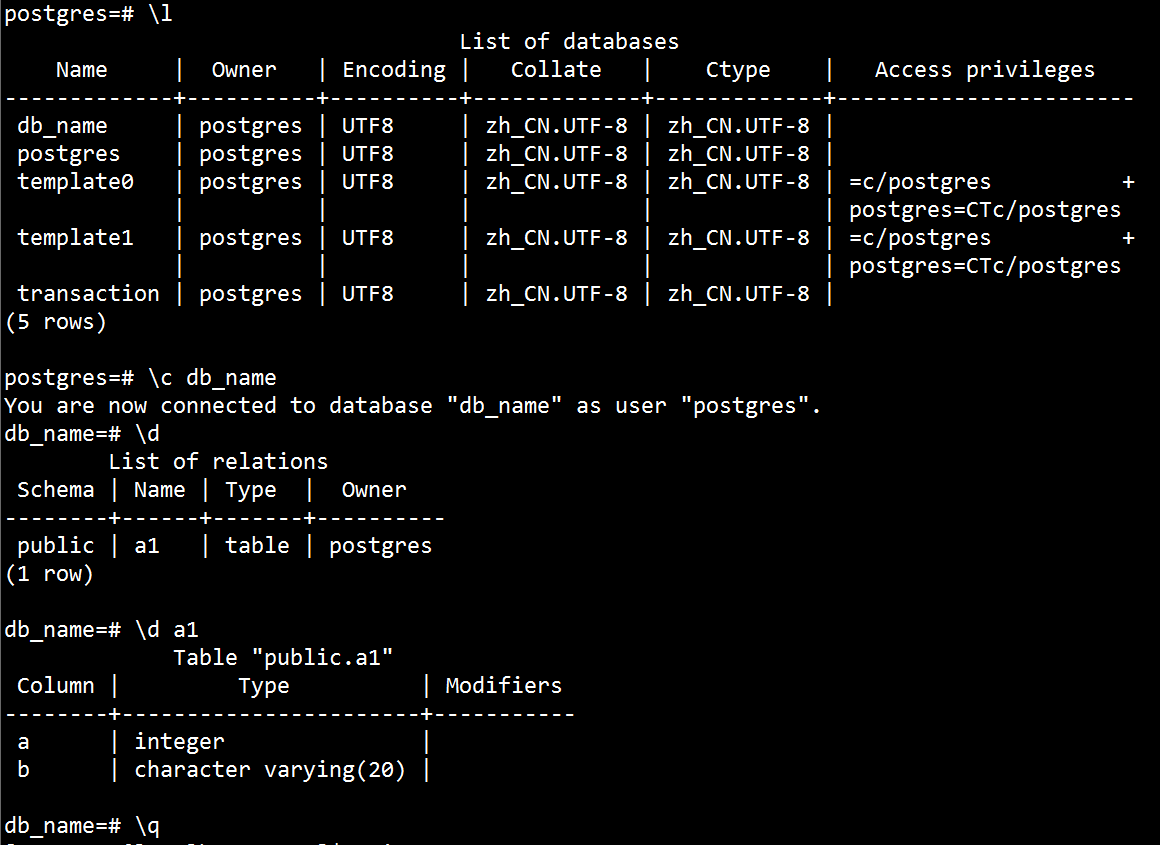 postgres=# \l
                                   List of databases
    Name     |  Owner   | Encoding |   Collate   |    Ctype    |   Access privileges
-------------+----------+----------+-------------+-------------+-----------------------
 db_name     | postgres | UTF8     | zh_CN.UTF-8 | zh_CN.UTF-8 |
 postgres    | postgres | UTF8     | zh_CN.UTF-8 | zh_CN.UTF-8 |
 template0   | postgres | UTF8     | zh_CN.UTF-8 | zh_CN.UTF-8 | =c/postgres          +
             |          |          |             |             | postgres=CTc/postgres
 template1   | postgres | UTF8     | zh_CN.UTF-8 | zh_CN.UTF-8 | =c/postgres          +
             |          |          |             |             | postgres=CTc/postgres
 transaction | postgres | UTF8     | zh_CN.UTF-8 | zh_CN.UTF-8 |
(5 rows)

postgres=# \c db_name
You are now connected to database "db_name" as user "postgres".
db_name=# \d
        List of relations
 Schema | Name | Type  |  Owner
--------+------+-------+----------
 public | a1   | table | postgres
(1 row)

db_name=# \d a1
             Table "public.a1"
 Column |         Type          | Modifiers
--------+-----------------------+-----------
 a      | integer               |
 b      | character varying(20) |

db_name=# \q